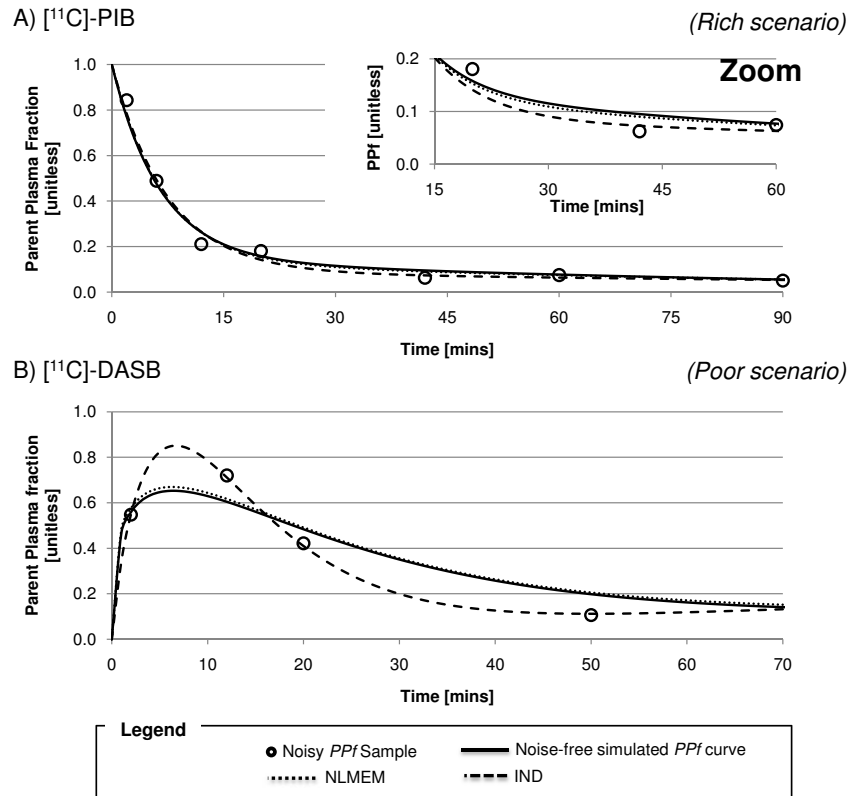 A) [¹¹C]-PIB
(Rich scenario)
Parent Plasma Fraction
[unitless]
1.0
0.8
0.6
0.4
0.2
0.0
0 15 30 45 60 75 90
Time [mins]
Zoom
PPf [unitless]
0.2
0.1
0.0
15 30 45 60
Time [mins]
B) [¹¹C]-DASB
(Poor scenario)
Parent Plasma fraction
[unitless]
1.0
0.8
0.6
0.4
0.2
0.0
0 10 20 30 40 50 60 70
Time [mins]
Legend
Noisy PPf Sample
Noise-free simulated PPf curve
NLMEM
IND